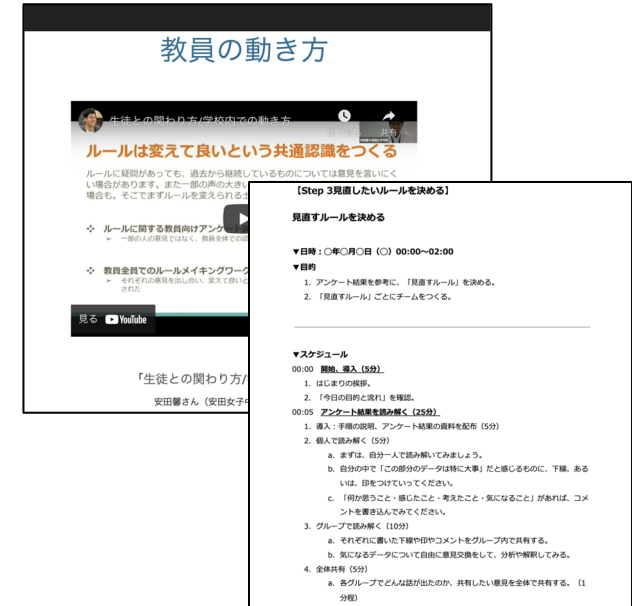 教員の動き方
生徒との関わり方/学校内での動き方
共有
ルールは変えて良いという共通認識をつくる
ルールに疑問があっても、過去から継続しているものについては意見を言いにく
い場合があります。また一部の声の大きい
場合も。そこでまずルールを変えられる土
❖ ルールに関する教員向けアンケート
➢ 一部の人の意見ではなく、教員全体での認
❖ 教員全員でのルールメイキングワーク
➢ それぞれの意見を出し合い、変えて良いと
された
見る YouTube
「生徒との関わり方/
安田馨さん（安田女子中
【Step 3見直したいルールを決める】
見直すルールを決める
▼日時：○年○月○日（○）00:00〜02:00
▼目的
1. アンケート結果を参考に、「見直すルール」を決める。
2. 「見直すルール」ごとにチームをつくる。
▼スケジュール
00:00 開始、導入（5分）
1. はじまりの挨拶。
2. 「今日の目的と流れ」を確認。
00:05 アンケート結果を読み解く（25分）
1. 導入：手順の説明、アンケート結果の資料を配布（5分）
2. 個人で読み解く（5分）
a. まずは、自分一人で読み解いてみましょう。
b. 自分の中で「この部分のデータは特に大事」だと感じるものに、下線、ある
いは、印をつけていってください。
c. 「何か思うこと・感じたこと・考えたこと・気になること」があれば、コメ
ントを書き込んでみてください。
3. グループで読み解く（10分）
a. それぞれに書いた下線や印やコメントをグループ内で共有する。
b. 気になるデータについて自由に意見交換をして、分析や解釈してみる。
4. 全体共有（5分）
a. 各グループでどんな話が出たのか、共有したい意見を全体で共有する。（1
分程）